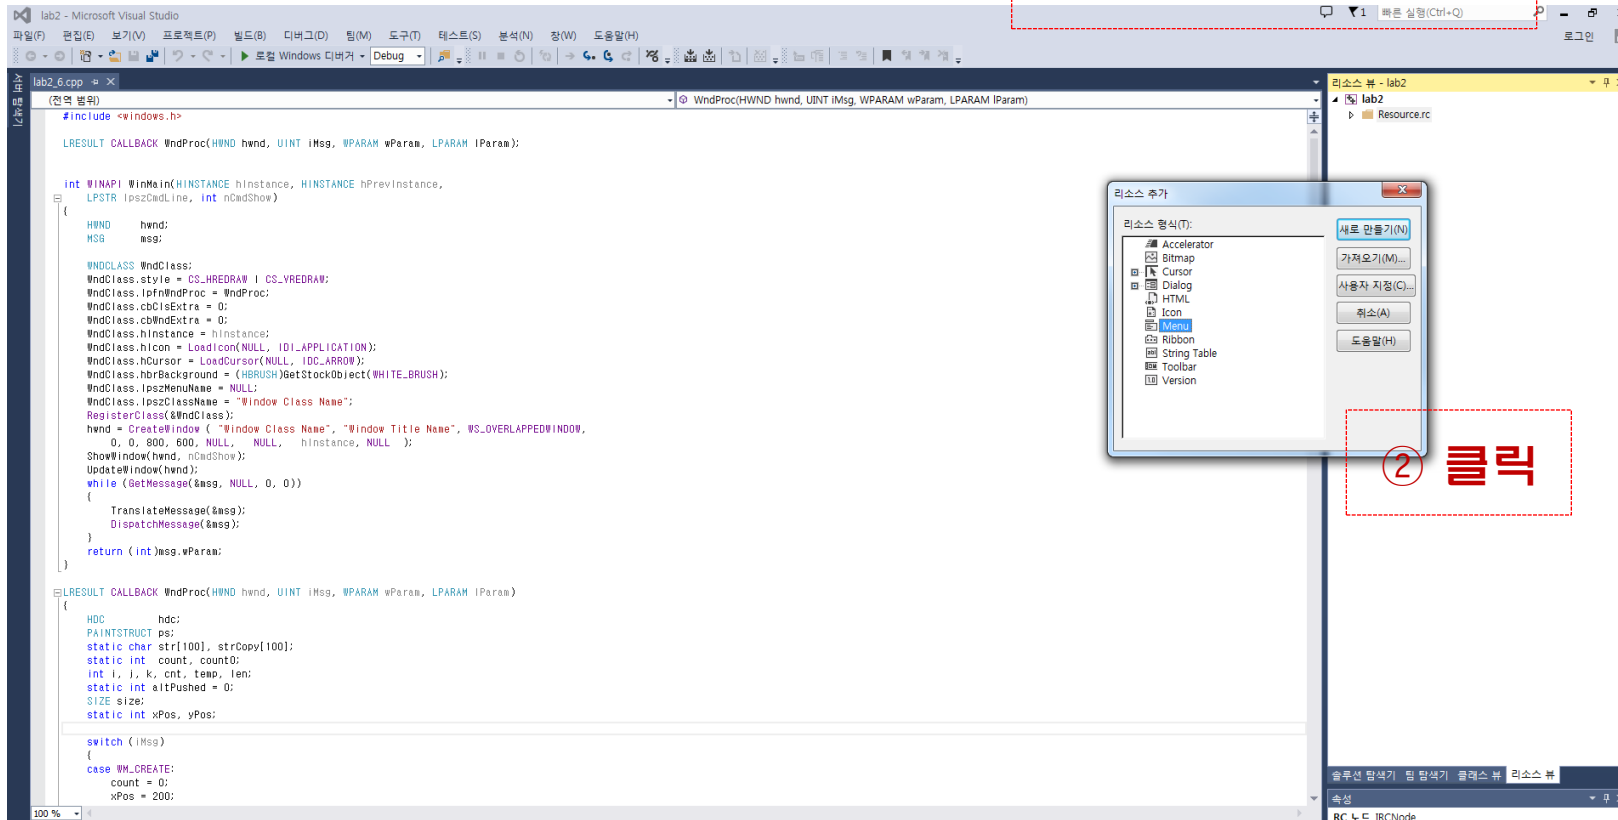 lab2 - Microsoft Visual Studio
1
빠른 실행(Ctrl+Q)
파일(F) 편집(E) 보기(V) 프로젝트(P) 빌드(B) 디버그(D) 팀(M) 도구(T) 테스트(S) 분석(N) 창(W) 도움말(H)
로그인
로컬 Windows 디버거 Debug
서버 탐색기
lab2_6.cpp
(전역 범위)
WndProc(HWND hwnd, UINT iMsg, WPARAM wParam, LPARAM lParam)
#include <windows.h>
LRESULT CALLBACK WndProc(HWND hwnd, UINT iMsg, WPARAM wParam, LPARAM lParam);
int WINAPI WinMain(HINSTANCE hInstance, HINSTANCE hPrevInstance,
LPSTR lpszCmdLine, int nCmdShow)
{
HWND hwnd;
MSG msg;
WNDCLASS WndClass;
WndClass.style = CS_HREDRAW | CS_VREDRAW;
WndClass.lpfnWndProc = WndProc;
WndClass.cbClsExtra = 0;
WndClass.cbWndExtra = 0;
WndClass.hInstance = hInstance;
WndClass.hIcon = LoadIcon(NULL, IDI_APPLICATION);
WndClass.hCursor = LoadCursor(NULL, IDC_ARROW);
WndClass.hbrBackground = (HBRUSH)GetStockObject(WHITE_BRUSH);
WndClass.lpszMenuName = NULL;
WndClass.lpszClassName = "Window Class Name";
RegisterClass(&WndClass);
hwnd = CreateWindow ( "Window Class Name", "Window Title Name", WS_OVERLAPPEDWINDOW,
0, 0, 800, 600, NULL, NULL, hInstance, NULL );
ShowWindow(hwnd, nCmdShow);
UpdateWindow(hwnd);
while (GetMessage(&msg, NULL, 0, 0))
{
TranslateMessage(&msg);
DispatchMessage(&msg);
}
return (int)msg.wParam;
}
LRESULT CALLBACK WndProc(HWND hwnd, UINT iMsg, WPARAM wParam, LPARAM lParam)
{
HDC hdc;
PAINTSTRUCT ps;
static char str[100], strCopy[100];
static int count, count0;
int i, j, k, cnt, temp, len;
static int altPushed = 0;
SIZE size;
static int xPos, yPos;
switch (iMsg)
{
case WM_CREATE:
count = 0;
xPos = 200;
100 %
리소스 뷰 - lab2
lab2
Resource.rc
리소스 추가
리소스 형식(T):
Accelerator
Bitmap
Cursor
Dialog
HTML
Icon
Menu
Ribbon
String Table
Toolbar
Version
새로 만들기(N)
가져오기(M)...
사용자 지정(C)...
취소(A)
도움말(H)
② 클릭
솔루션 탐색기 팀 탐색기 클래스 뷰 리소스 뷰
속성
RC 노드 IRCNode